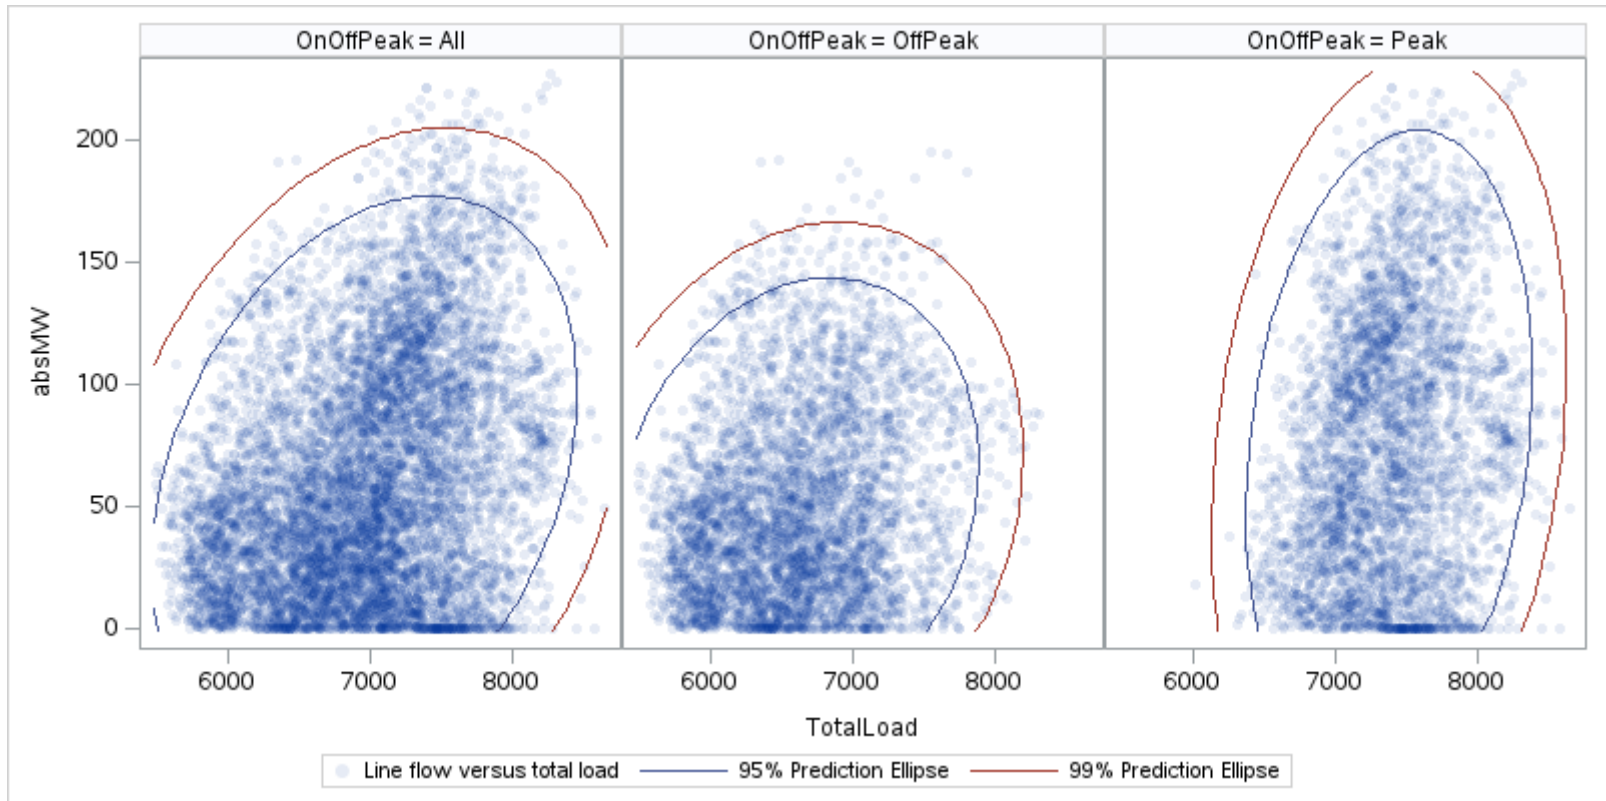 OnOffPeak = All
OnOffPeak = OffPeak
OnOffPeak = Peak
absMW
200
150
100
50
0
6000 7000 8000
6000 7000 8000
6000 7000 8000
TotalLoad
Line flow versus total load
95% Prediction Ellipse
99% Prediction Ellipse